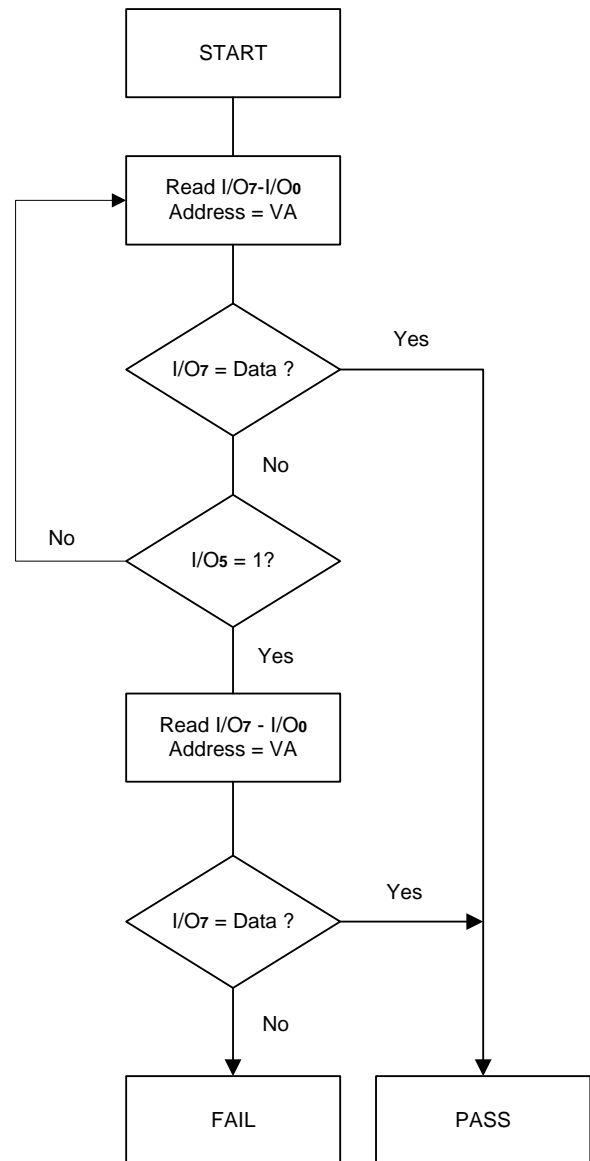 START
Read I/O7-I/O0
Address = VA
I/O7 = Data ?
Yes
No
I/O5 = 1?
No
Yes
Read I/O7 - I/O0
Address = VA
I/O7 = Data ?
Yes
No
FAIL
PASS